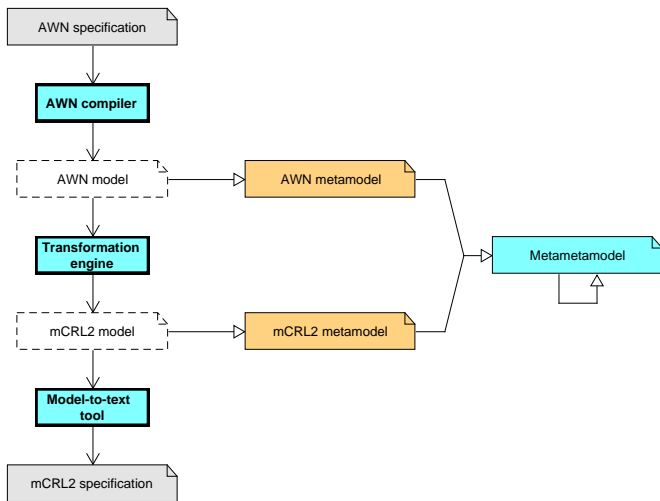 AWN specification
AWN compiler
AWN model
AWN metamodel
Transformation
engine
Metametamodel
mCRL2 model
mCRL2 metamodel
Model-to-text
tool
mCRL2 specification